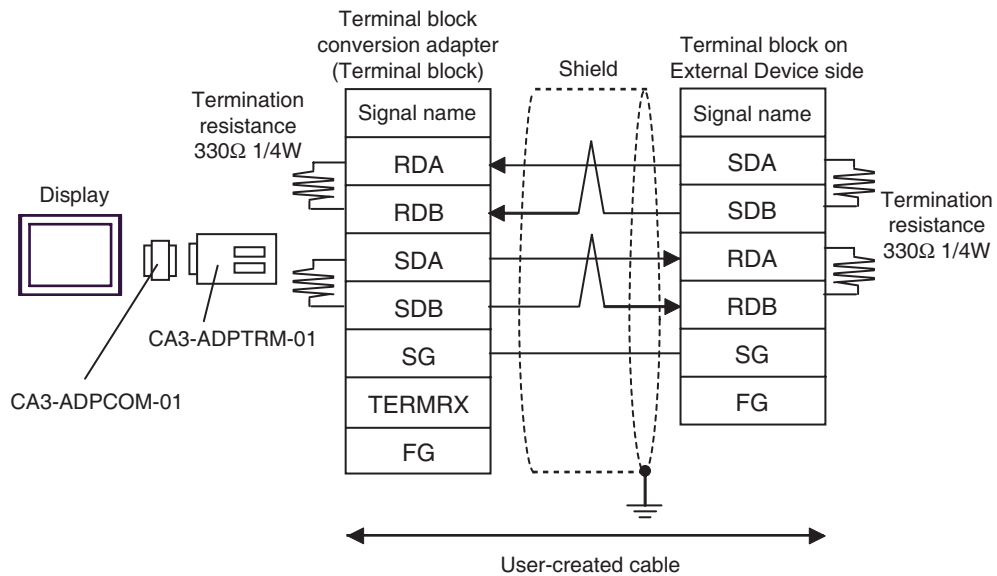 Terminal block
conversion adapter
(Terminal block)
Shield
Terminal block on
External Device side
Termination
resistance
330Ω 1/4W
Display
CA3-ADPTRM-01
CA3-ADPCOM-01
Signal name
RDA
RDB
SDA
SDB
SG
TERMRX
FG
Signal name
SDA
SDB
RDA
RDB
SG
FG
Termination
resistance
330Ω 1/4W
User-created cable